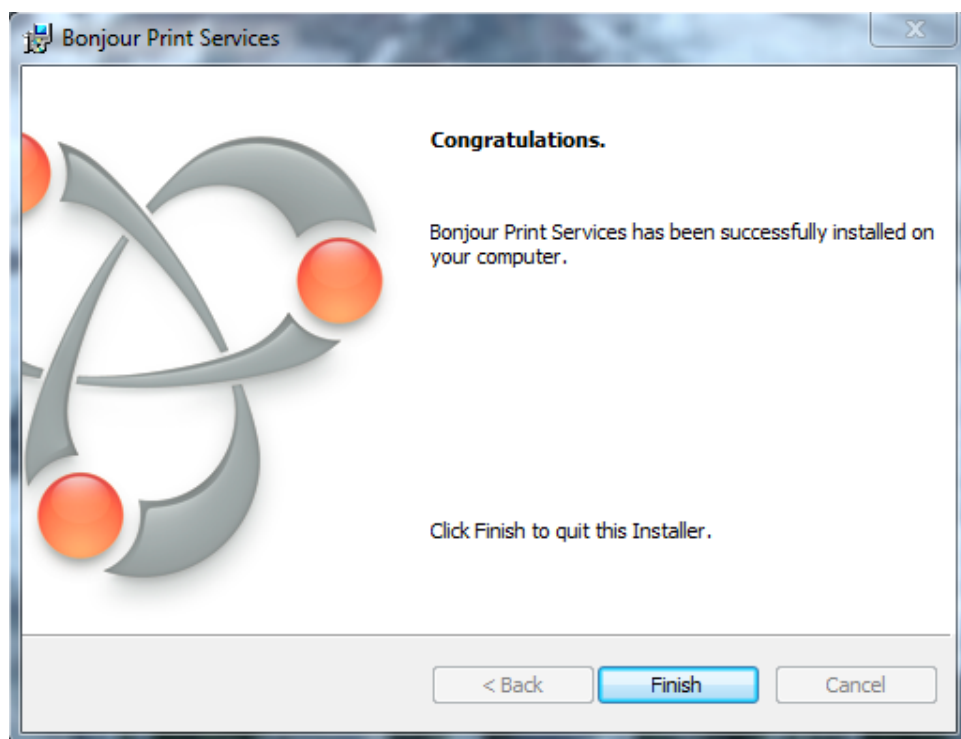 Bonjour Print Services
Congratulations.
Bonjour Print Services has been successfully installed on
your computer.
Click Finish to quit this Installer.
< Back
Finish
Cancel